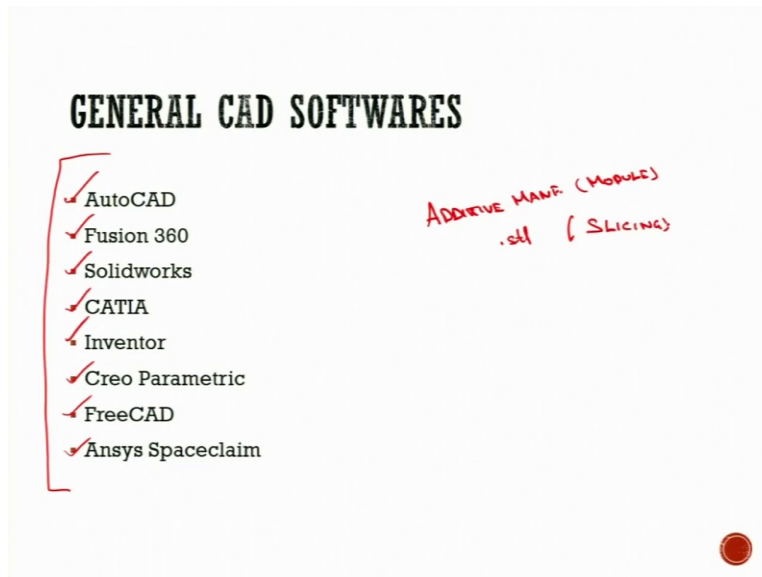 GENERAL CAD SOFTWARES
AutoCAD
Fusion 360
Solidworks
CATIA
Inventor
Creo Parametric
FreeCAD
Ansys Spaceclaim
ADDITIVE MANF. (MODULE)
.stl (SLICING)